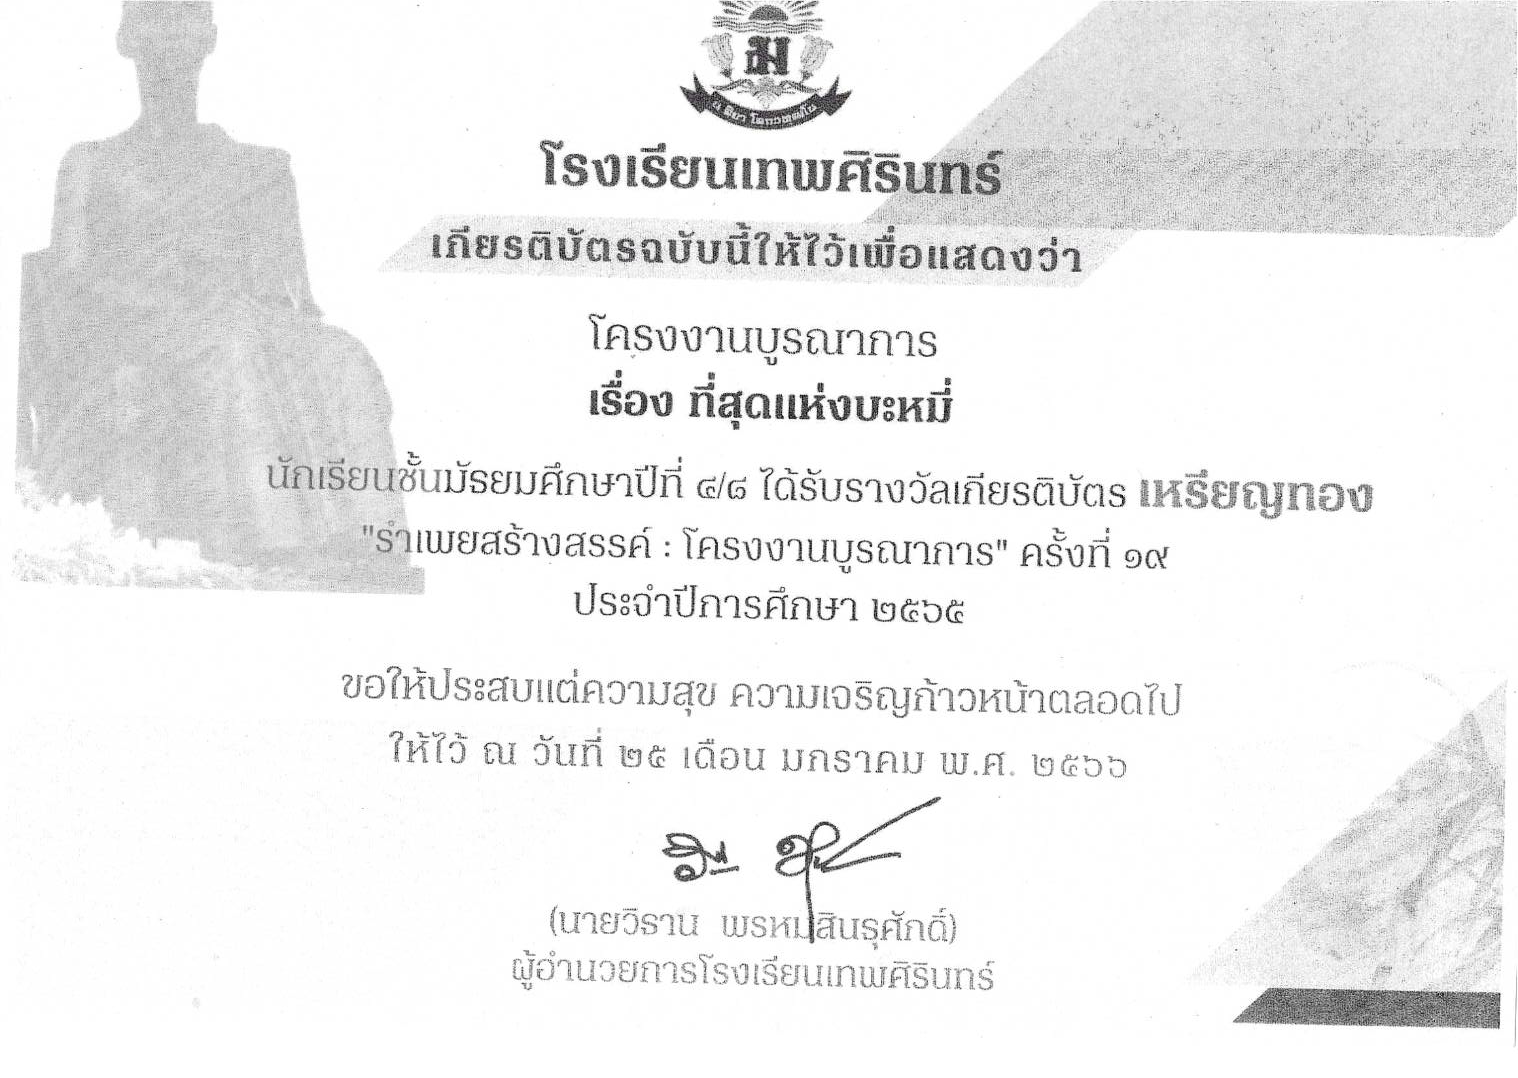 โรงเรียนเทพศิรินทร์
เกียรติบัตรฉบับนี้ให้ไว้เพื่อแสดงว่า
โครงงานบูรณาการ
เรื่อง ที่สุดแห่งบะหมี่
นักเรียนชั้นมัธยมศึกษาปีที่ ๔/๘ ได้รับรางวัลเกียรติบัตร เหรียญทอง
"รำเพยสร้างสรรค์ : โครงงานบูรณาการ" ครั้งที่ ๑๙
ประจำปีการศึกษา ๒๕๖๕
ขอให้ประสบแต่ความสุข ความเจริญก้าวหน้าตลอดไป
ให้ไว้ ณ วันที่ ๒๕ เดือน มกราคม พ.ศ. ๒๕๖๖
(นายวิธาน พรหมสินธุศักดิ์)
ผู้อำนวยการโรงเรียนเทพศิรินทร์